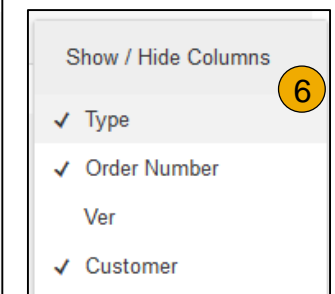 Show / Hide Columns
6
✓ Type
✓ Order Number
Ver
✓ Customer